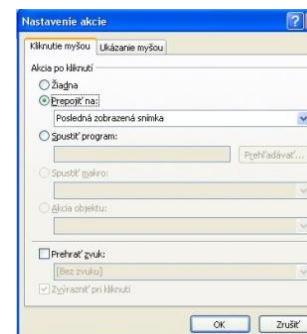 Nastavenie akcie
Kliknutie myšou Ukázanie myšou
Akcia po kliknutí
Žiadna
Prepojiť na:
Posledná zobrazená snímka
Spustiť program:
Prehľadávať...
Spustiť makro:
Akcia objektu:
Prehrať zvuk:
[Bez zvuku]
Zvýrazniť pri kliknutí
OK Zrušiť